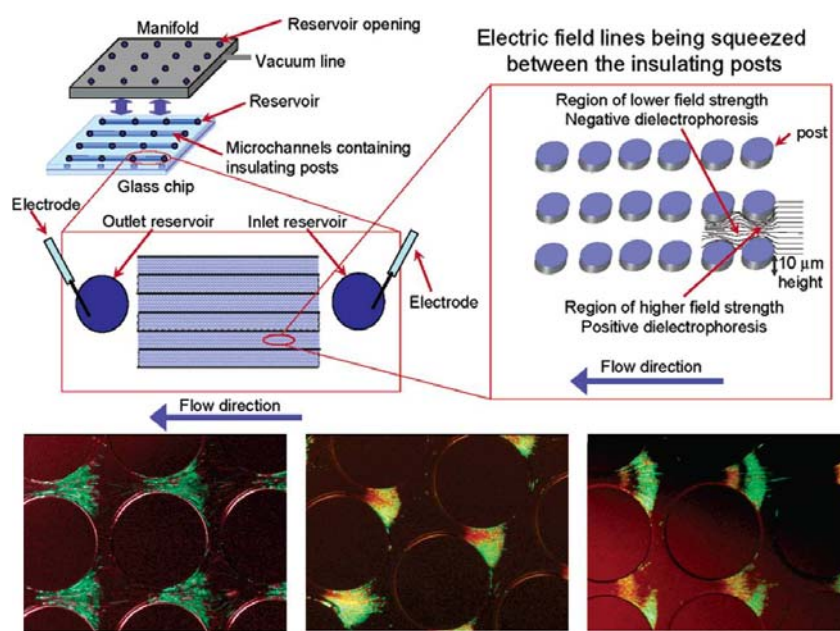 Manifold
Reservoir opening
Vacuum line
Reservoir
Microchannels containing
insulating posts
Glass chip
Electrode
Outlet reservoir
Inlet reservoir
Electrode
Flow direction
Electric field lines being squeezed
between the insulating posts
Region of lower field strength
Negative dielectrophoresis
post
10 μm
height
Region of higher field strength
Positive dielectrophoresis
Flow direction